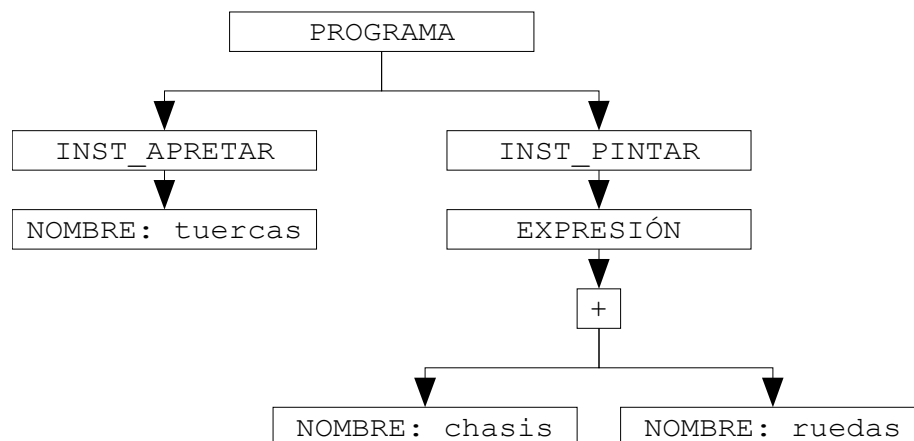 PROGRAMA
INST_APRETAR
INST_PINTAR
NOMBRE: tuercas
EXPRESIÓN
+
NOMBRE: chasis
NOMBRE: ruedas